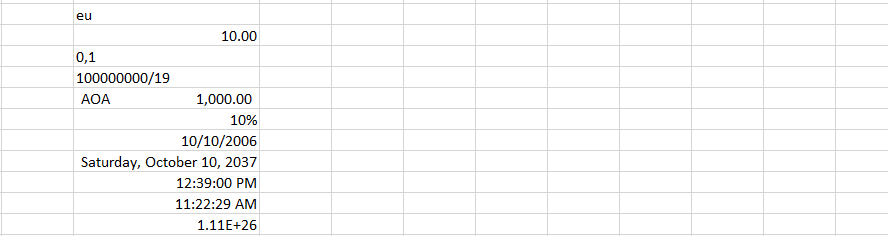 eu
10.00
0,1
100000000/19
AOA 1,000.00
10%
10/10/2006
Saturday, October 10, 2037
12:39:00 PM
11:22:29 AM
1.11E+26